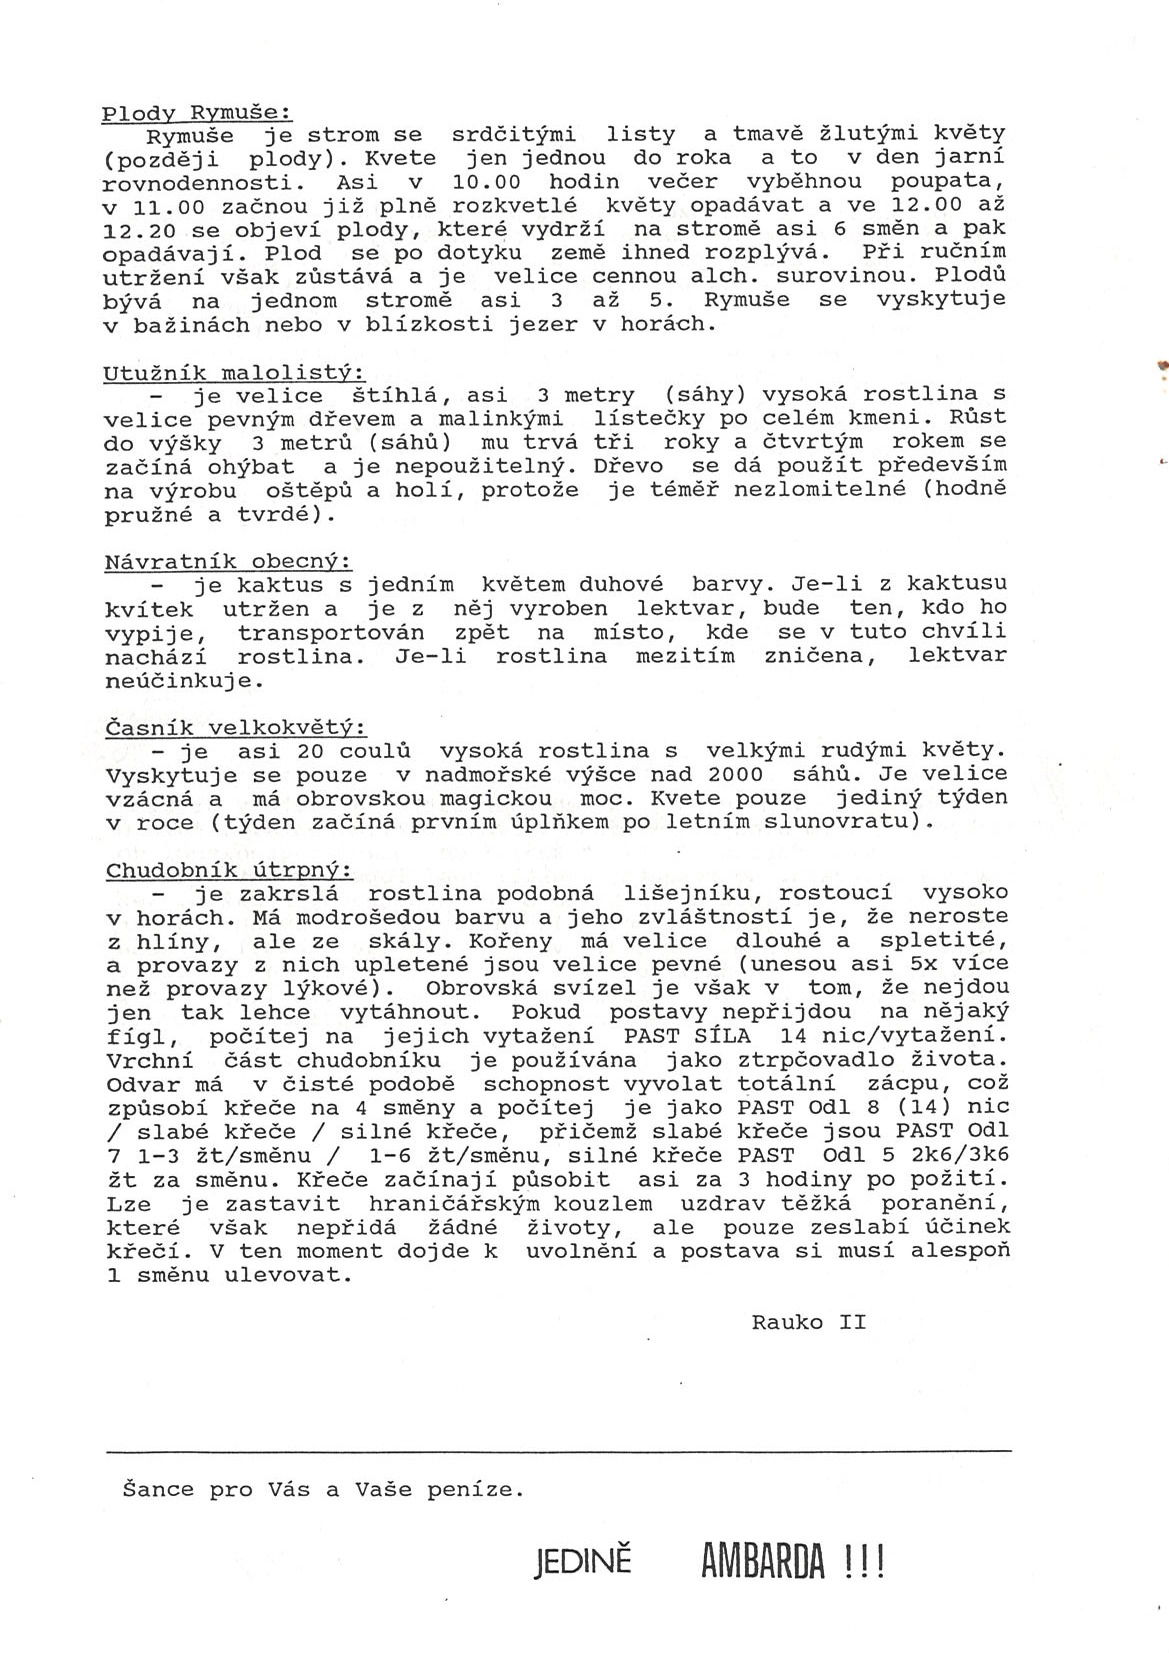 Plody Rymuše:
Rymuše je strom se srdčitými listy a tmavě žlutými květy
(později plody). Kvete jen jednou do roka a to v den jarní
rovnodennosti. Asi v 10.00 hodin večer vyběhnou poupata,
v 11.00 začnou již plně rozkvetlé květy opadávat a ve 12.00 až
12.20 se objeví plody, které vydrží na stromě asi 6 směn a pak
opadávají. Plod se po dotyku země ihned rozplývá. Při ručním
utržení však zůstává a je velice cennou alch. surovinou. Plodů
bývá na jednom stromě asi 3 až 5. Rymuše se vyskytuje
v bažinách nebo v blízkosti jezer v horách.
Utužník malolistý:
- je velice štíhlá, asi 3 metry (sáhy) vysoká rostlina s
velice pevným dřevem a malinkými lístečky po celém kmeni. Růst
do výšky 3 metrů (sáhů) mu trvá tři roky a čtvrtým rokem se
začíná ohýbat a je nepoužitelný. Dřevo se dá použít především
na výrobu oštěpů a holí, protože je téměř nezlomitelné (hodně
pružné a tvrdé).
Návratník obecný:
- je kaktus s jedním květem duhové barvy. Je-li z kaktusu
kvítek utržen a je z něj vyroben lektvar, bude ten, kdo ho
vypije, transportován zpět na místo, kde se v tuto chvíli
nachází rostlina. Je-li rostlina mezitím zničena, lektvar
neúčinkuje.
Časník velkokvětý:
- je asi 20 coulů vysoká rostlina s velkými rudými květy.
Vyskytuje se pouze v nadmořské výšce nad 2000 sáhů. Je velice
vzácná a má obrovskou magickou moc. Kvete pouze jediný týden
v roce (týden začíná prvním úplňkem po letním slunovratu).
Chudobník útrpný:
- je zakrslá rostlina podobná lišejníku, rostoucí vysoko
v horách. Má modrošedou barvu a jeho zvláštností je, že neroste
z hlíny, ale ze skály. Kořeny má velice dlouhé a spletité,
a provazy z nich upletené jsou velice pevné (unesou asi 5x více
než provazy lýkové). Obrovská svízel je však v tom, že nejdou
jen tak lehce vytáhnout. Pokud postavy nepřijdou na nějaký
fígl, počítej na jejich vytažení PAST SÍLA 14 nic/vytažení.
Vrchní část chudobníku je používána jako ztrpčovadlo života.
Odvar má v čisté podobě schopnost vyvolat totální zácpu, což
způsobí křeče na 4 směny a počítej je jako PAST Odl 8 (14) nic
/ slabé křeče / silné křeče, přičemž slabé křeče jsou PAST Odl
7 1-3 žt/směnu / 1-6 žt/směnu, silné křeče PAST Odl 5 2k6/3k6
žt za směnu. Křeče začínají působit asi za 3 hodiny po požití.
Lze je zastavit hraničářským kouzlem uzdrav těžká poranění,
které však nepřidá žádné životy, ale pouze zeslabí účinek
křečí. V ten moment dojde k uvolnění a postava si musí alespoň
1 směnu ulevovat.
Rauko II
Šance pro Vás a Vaše peníze.
JEDINĚ AMBARDA !!!